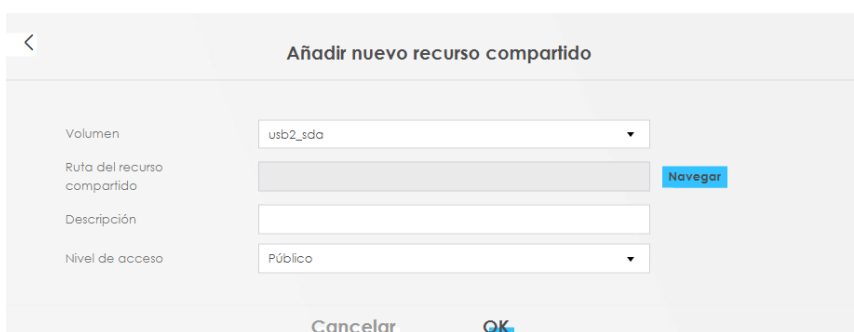 Añadir nuevo recurso compartido
Volumen
usb2_sda
Ruta del recurso
compartido
Navegar
Descripción
Nivel de acceso
Público
Cancelar
OK